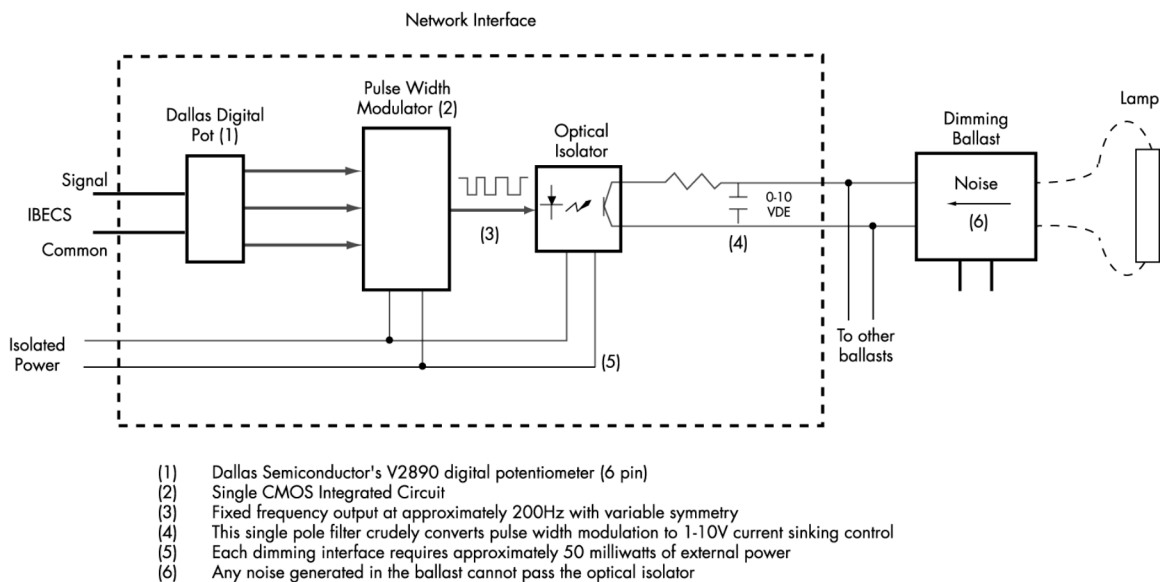 Network Interface
Pulse Width
Modulator (2)
Dallas Digital
Pot (1)
Optical
Isolator
Dimming
Ballast
Lamp
Signal
IBECS
Common
(3)
0-10
VDE
(4)
Noise
(6)
Isolated
Power
(5)
To other
ballasts
(1) Dallas Semiconductor's V2890 digital potentiometer (6 pin)
(2) Single CMOS Integrated Circuit
(3) Fixed frequency output at approximately 200Hz with variable symmetry
(4) This single pole filter crudely converts pulse width modulation to 1-10V current sinking control
(5) Each dimming interface requires approximately 50 milliwatts of external power
(6) Any noise generated in the ballast cannot pass the optical isolator